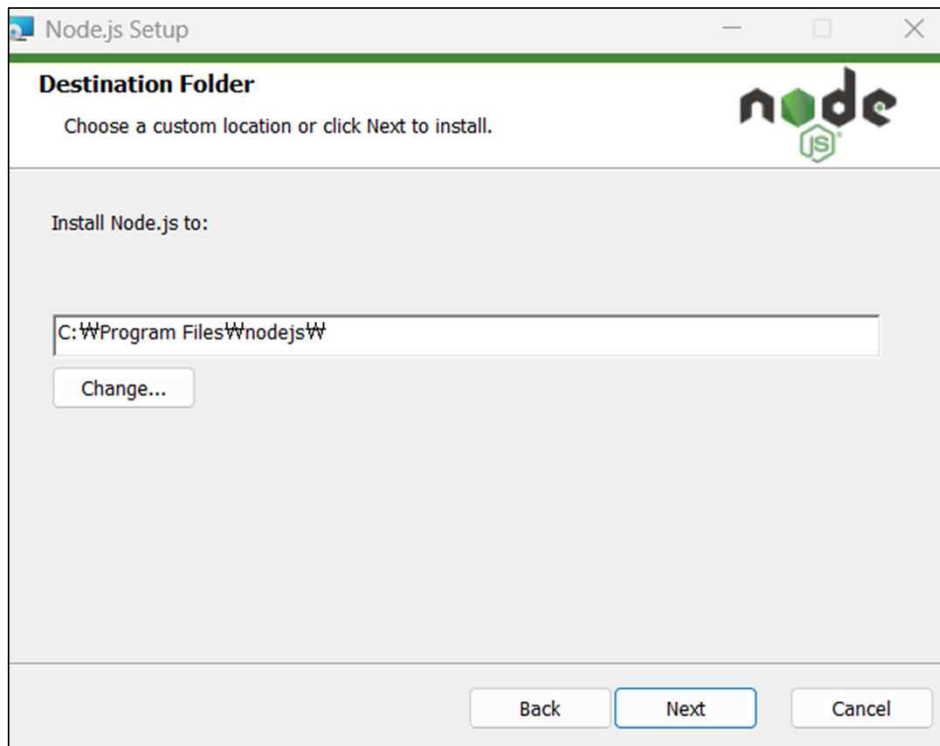 Node.js Setup
Destination Folder
Choose a custom location or click Next to install.
node
JS
Install Node.js to:
C:₩Program Files₩nodejs₩
Change...
Back
Next
Cancel